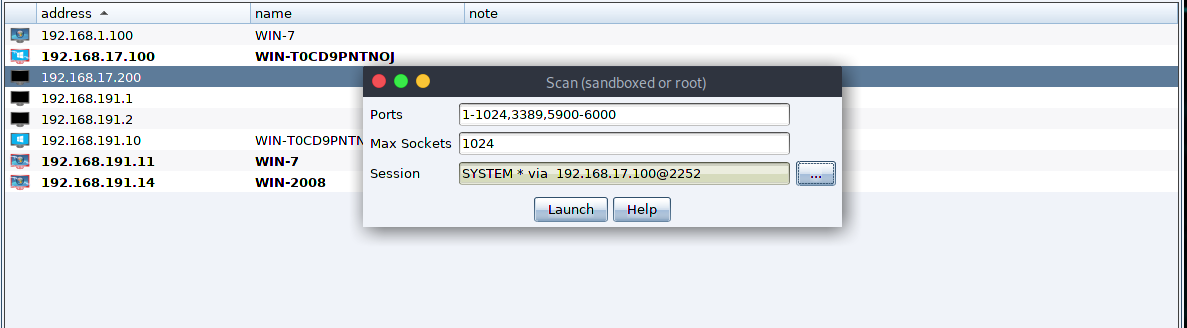 address name note
192.168.1.100 WIN-7
192.168.17.100 WIN-T0CD9PNTNOJ
192.168.17.200
192.168.191.1
192.168.191.2
192.168.191.10 WIN-T0CD9PNTN
192.168.191.11 WIN-7
192.168.191.14 WIN-2008
Scan (sandboxed or root)
Ports 1-1024,3389,5900-6000
Max Sockets 1024
Session SYSTEM * via 192.168.17.100@2252 ...
Launch Help